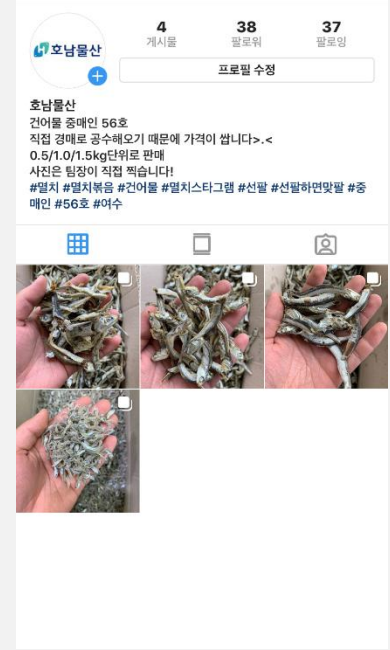 호남물산
4
38
37
게시물
팔로워
팔로잉
프로필 수정
호남물산
건어물 중매인 56호
직접 경매로 공수해오기 때문에 가격이 쌉니다>.<
0.5/1.0/1.5kg단위로 판매
사진은 팀장이 직접 찍습니다!
#멸치 #멸치볶음 #건어물 #멸치스타그램 #선팔 #선팔하면맞팔 #중
매인 #56호 #여수